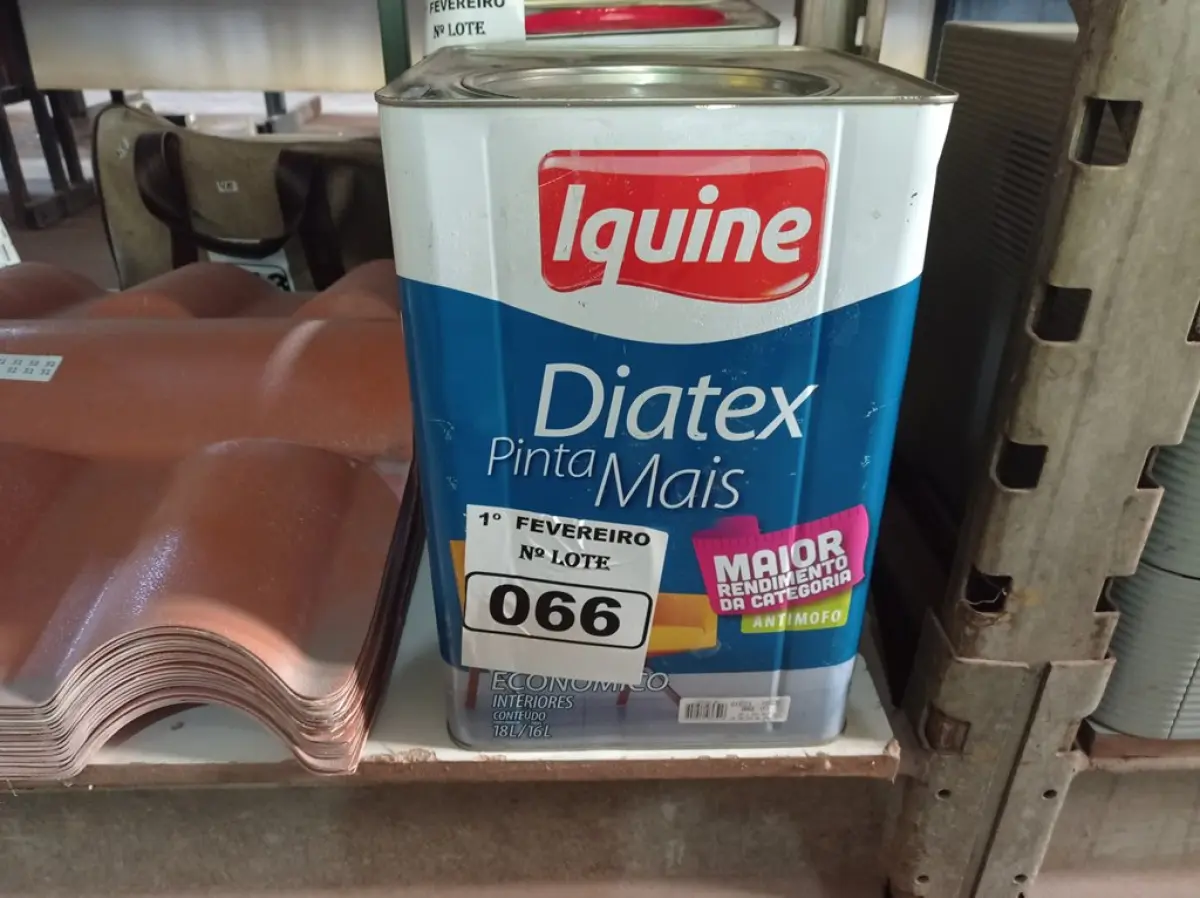 FEVEREIRO
Nº LOTE
Iquine
Diatex
Pinta Mais
1º FEVEREIRO
Nº LOTE
066
MAIOR
RENDIMENTO
DA CATEGORIA
ANTIMOFO
ECONÔMICO
INTERIORES
CONTEÚDO
18L/16L